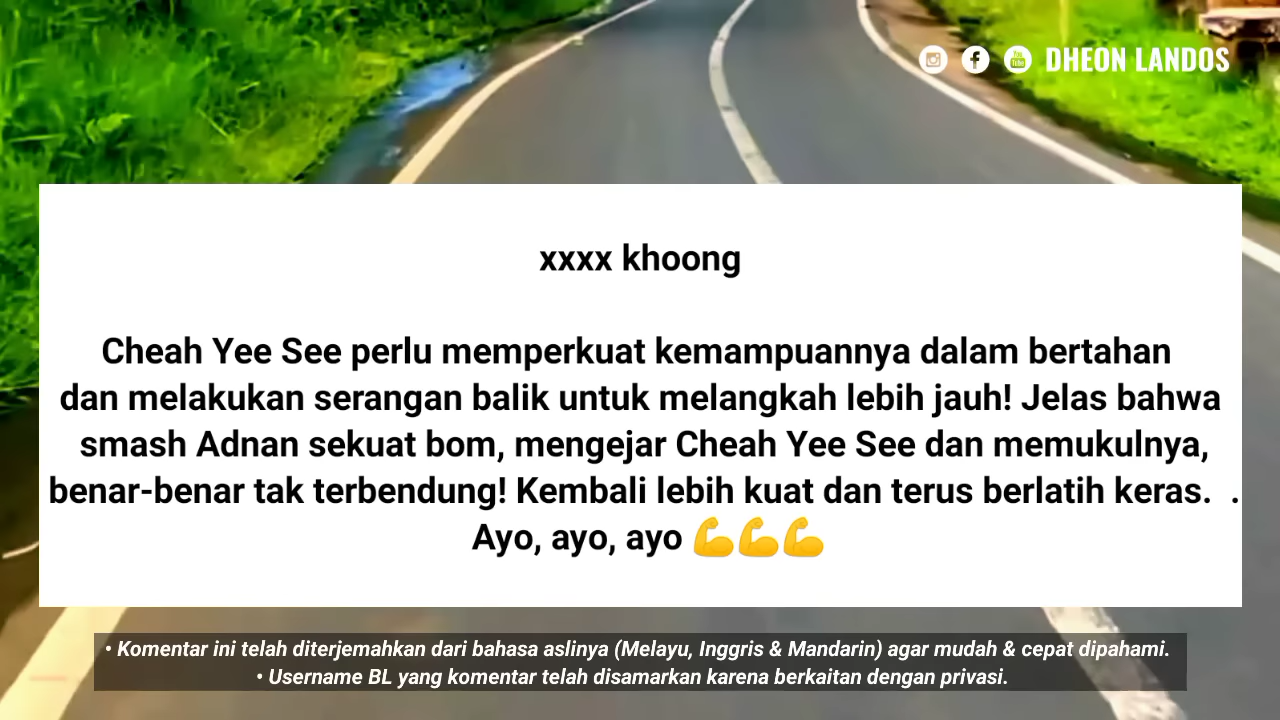 DHEON LANDOS
xxxx khoong
Cheah Yee See perlu memperkuat kemampuannya dalam bertahan
dan melakukan serangan balik untuk melangkah lebih jauh! Jelas bahwa
smash Adnan sekuat bom, mengejar Cheah Yee See dan memukulnya,
benar-benar tak terbendung! Kembali lebih kuat dan terus berlatih keras. .
Ayo, ayo, ayo 💪💪💪
• Komentar ini telah diterjemahkan dari bahasa aslinya (Melayu, Inggris & Mandarin) agar mudah & cepat dipahami.
• Username BL yang komentar telah disamarkan karena berkaitan dengan privasi.